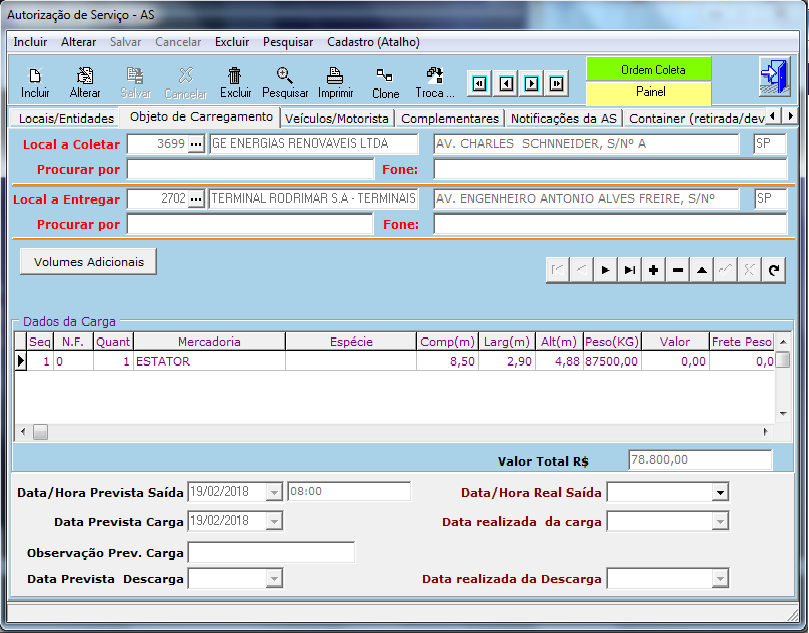 Autorização de Serviço - AS
Incluir Alterar Salvar Cancelar Excluir Pesquisar Cadastro (Atalho)
Incluir Alterar Salvar Cancelar Excluir Pesquisar Imprimir Clone Troca ... Ordem Coleta
Painel
Locais/Entidades Objeto de Carregamento Veículos/Motorista Complementares Notificações da AS Container (retirada/dev
Local a Coletar 3699 ... GE ENERGIAS RENOVAVEIS LTDA AV. CHARLES SCHNNEIDER, S/Nº A SP
Procurar por Fone:
Local a Entregar 2702 ... TERMINAL RODRIMAR S.A - TERMINAIS AV. ENGENHEIRO ANTONIO ALVES FREIRE, S/Nº SP
Procurar por Fone:
Volumes Adicionais
Dados da Carga
Seq N.F. Quant Mercadoria Espécie Comp(m) Larg(m) Alt(m) Peso(KG) Valor Frete Peso
1 0 1 ESTATOR 8,50 2,90 4,88 87500,00 0,00 0,0
Valor Total R$ 78.800,00
Data/Hora Prevista Saída 19/02/2018 08:00 Data/Hora Real Saída
Data Prevista Carga 19/02/2018 Data realizada da carga
Observação Prev. Carga
Data Prevista Descarga Data realizada da Descarga